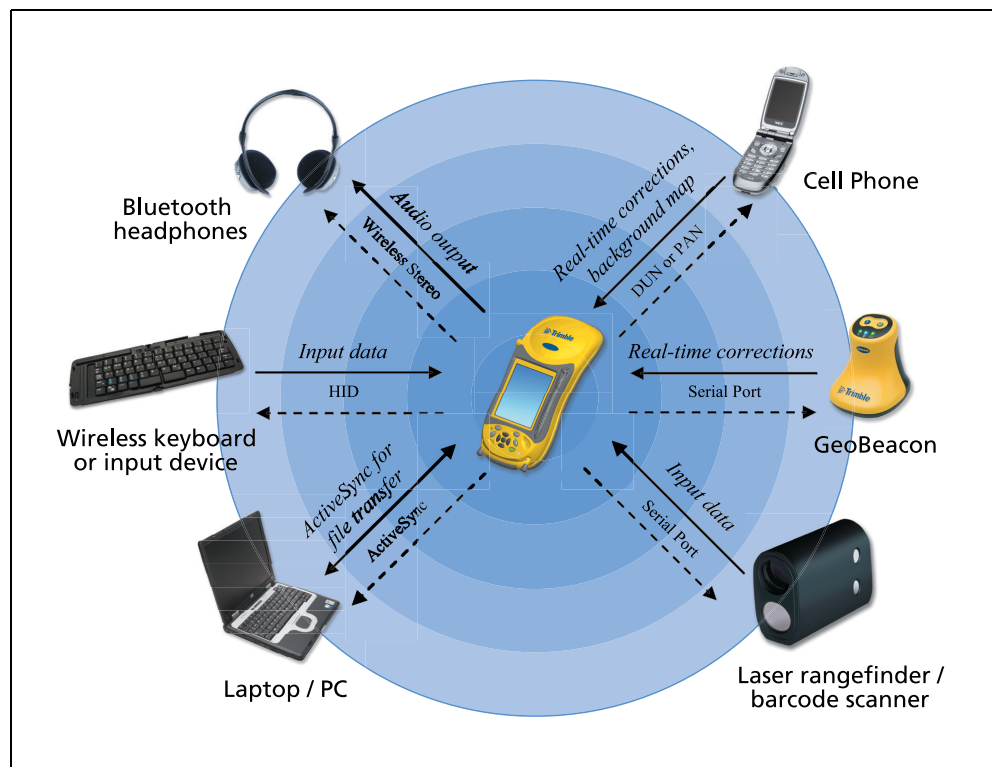 Bluetooth
headphones
Audio output
Wireless Stereo
Real-time corrections,
background map
DUN or PAN
Cell Phone
Trimble
Input data
HID
Wireless keyboard
or input device
Real-time corrections
Serial Port
Trimble
GeoBeacon
ActiveSync for
file transfer
ActiveSync
Laptop / PC
Input data
Serial Port
Laser rangefinder /
barcode scanner